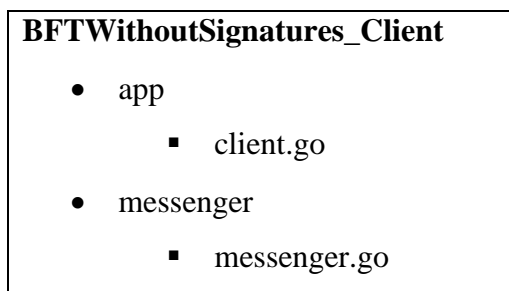 BFTWithoutSignatures_Client
• app
▪ client.go
• messenger
▪ messenger.go